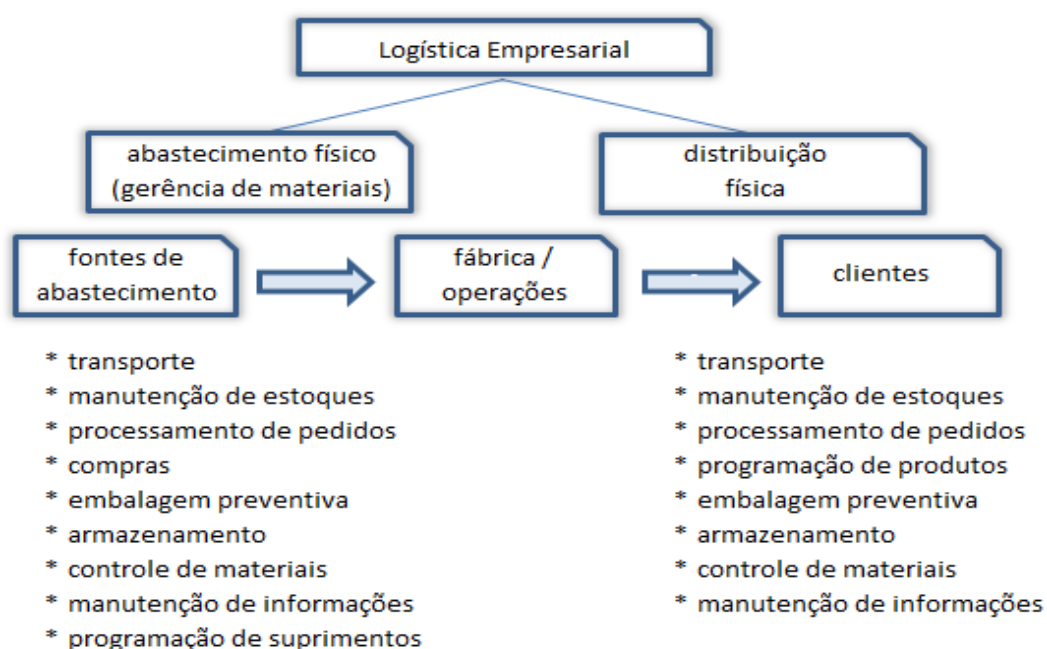 Logística Empresarial
abastecimento físico
(gerência de materiais)
distribuição
física
fontes de
abastecimento
fábrica /
operações
clientes
* transporte
* manutenção de estoques
* processamento de pedidos
* compras
* embalagem preventiva
* armazenamento
* controle de materiais
* manutenção de informações
* programação de suprimentos
* transporte
* manutenção de estoques
* processamento de pedidos
* programação de produtos
* embalagem preventiva
* armazenamento
* controle de materiais
* manutenção de informações